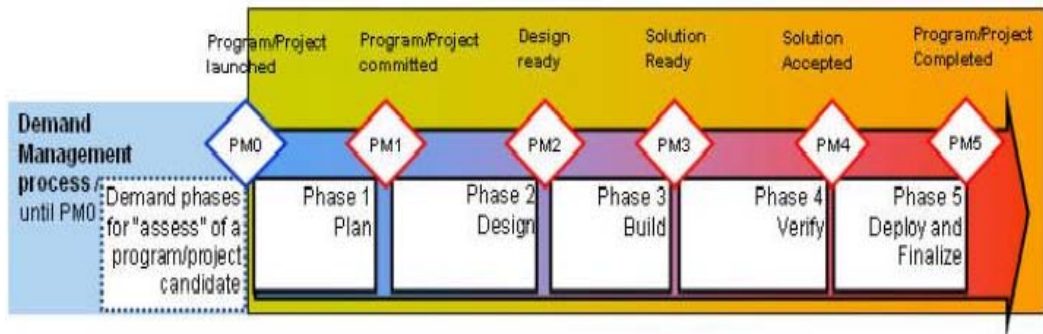 Program/Project
launched
Program/Project
committed
Design
ready
Solution
Ready
Solution
Accepted
Program/Project
Completed
Demand
Management
process /
until PM0
PM0
PM1
PM2
PM3
PM4
PM5
Demand phases
for "assess" of a
program/project
candidate
Phase 1
Plan
Phase 2
Design
Phase 3
Build
Phase 4
Verify
Phase 5
Deploy and
Finalize